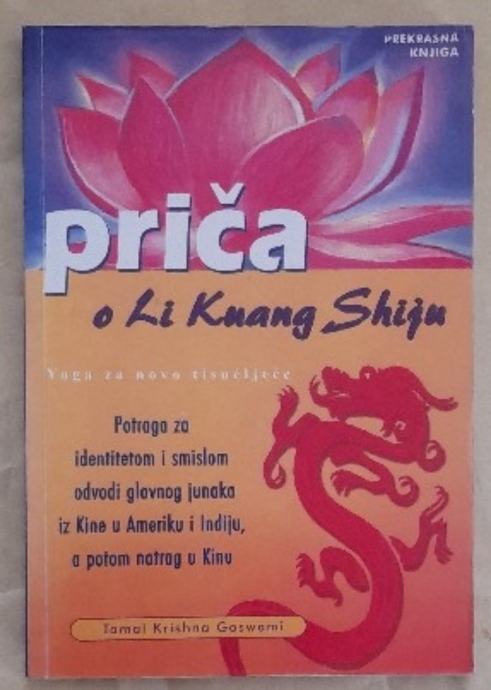 PREKRASNA
KNJIGA
priča
o Li Kuang Shiju
Yoga za novo tisućljeće
Potraga za
identitetom i smislom
odvodi glavnog junaka
iz Kine u Ameriku i Indiju,
a potom natrag u Kinu
Tamal Krishna Goswami